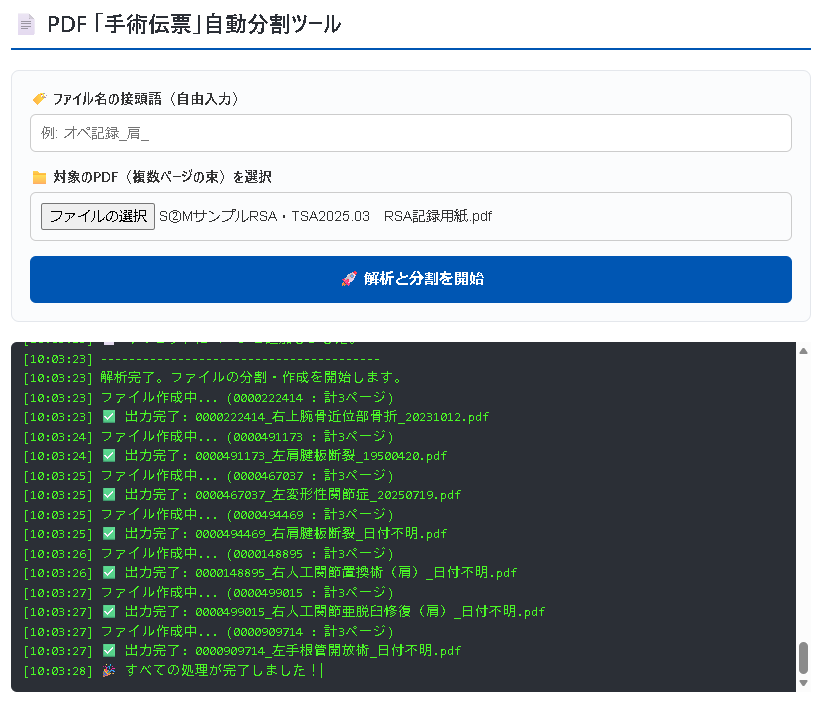 PDF「手術伝票」自動分割ツール
ファイル名の接頭語（自由入力）
例: オペ記録_肩_
対象のPDF（複数ページの束）を選択
ファイルの選択 S②MサンプルRSA・TSA2025.03　RSA記録用紙.pdf
🚀 解析と分割を開始
[10:03:23] ----------------------------------------
[10:03:23] 解析完了。ファイルの分割・作成を開始します。
[10:03:23] ファイル作成中... (0000222414 : 計3ページ)
[10:03:23] ✅ 出力完了: 0000222414_右上腕骨近位部骨折_20231012.pdf
[10:03:24] ファイル作成中... (0000491173 : 計3ページ)
[10:03:24] ✅ 出力完了: 0000491173_左肩腱板断裂_19500420.pdf
[10:03:25] ファイル作成中... (0000467037 : 計3ページ)
[10:03:25] ✅ 出力完了: 0000467037_左変形性関節症_20250719.pdf
[10:03:25] ファイル作成中... (0000494469 : 計3ページ)
[10:03:25] ✅ 出力完了: 0000494469_右肩腱板断裂_日付不明.pdf
[10:03:26] ファイル作成中... (0000148895 : 計3ページ)
[10:03:26] ✅ 出力完了: 0000148895_右人工関節置換術（肩）_日付不明.pdf
[10:03:27] ファイル作成中... (0000499015 : 計3ページ)
[10:03:27] ✅ 出力完了: 0000499015_右人工関節亜脱臼修復（肩）_日付不明.pdf
[10:03:27] ファイル作成中... (0000909714 : 計3ページ)
[10:03:27] ✅ 出力完了: 0000909714_左手根管開放術_日付不明.pdf
[10:03:28] 🎉 すべての処理が完了しました！